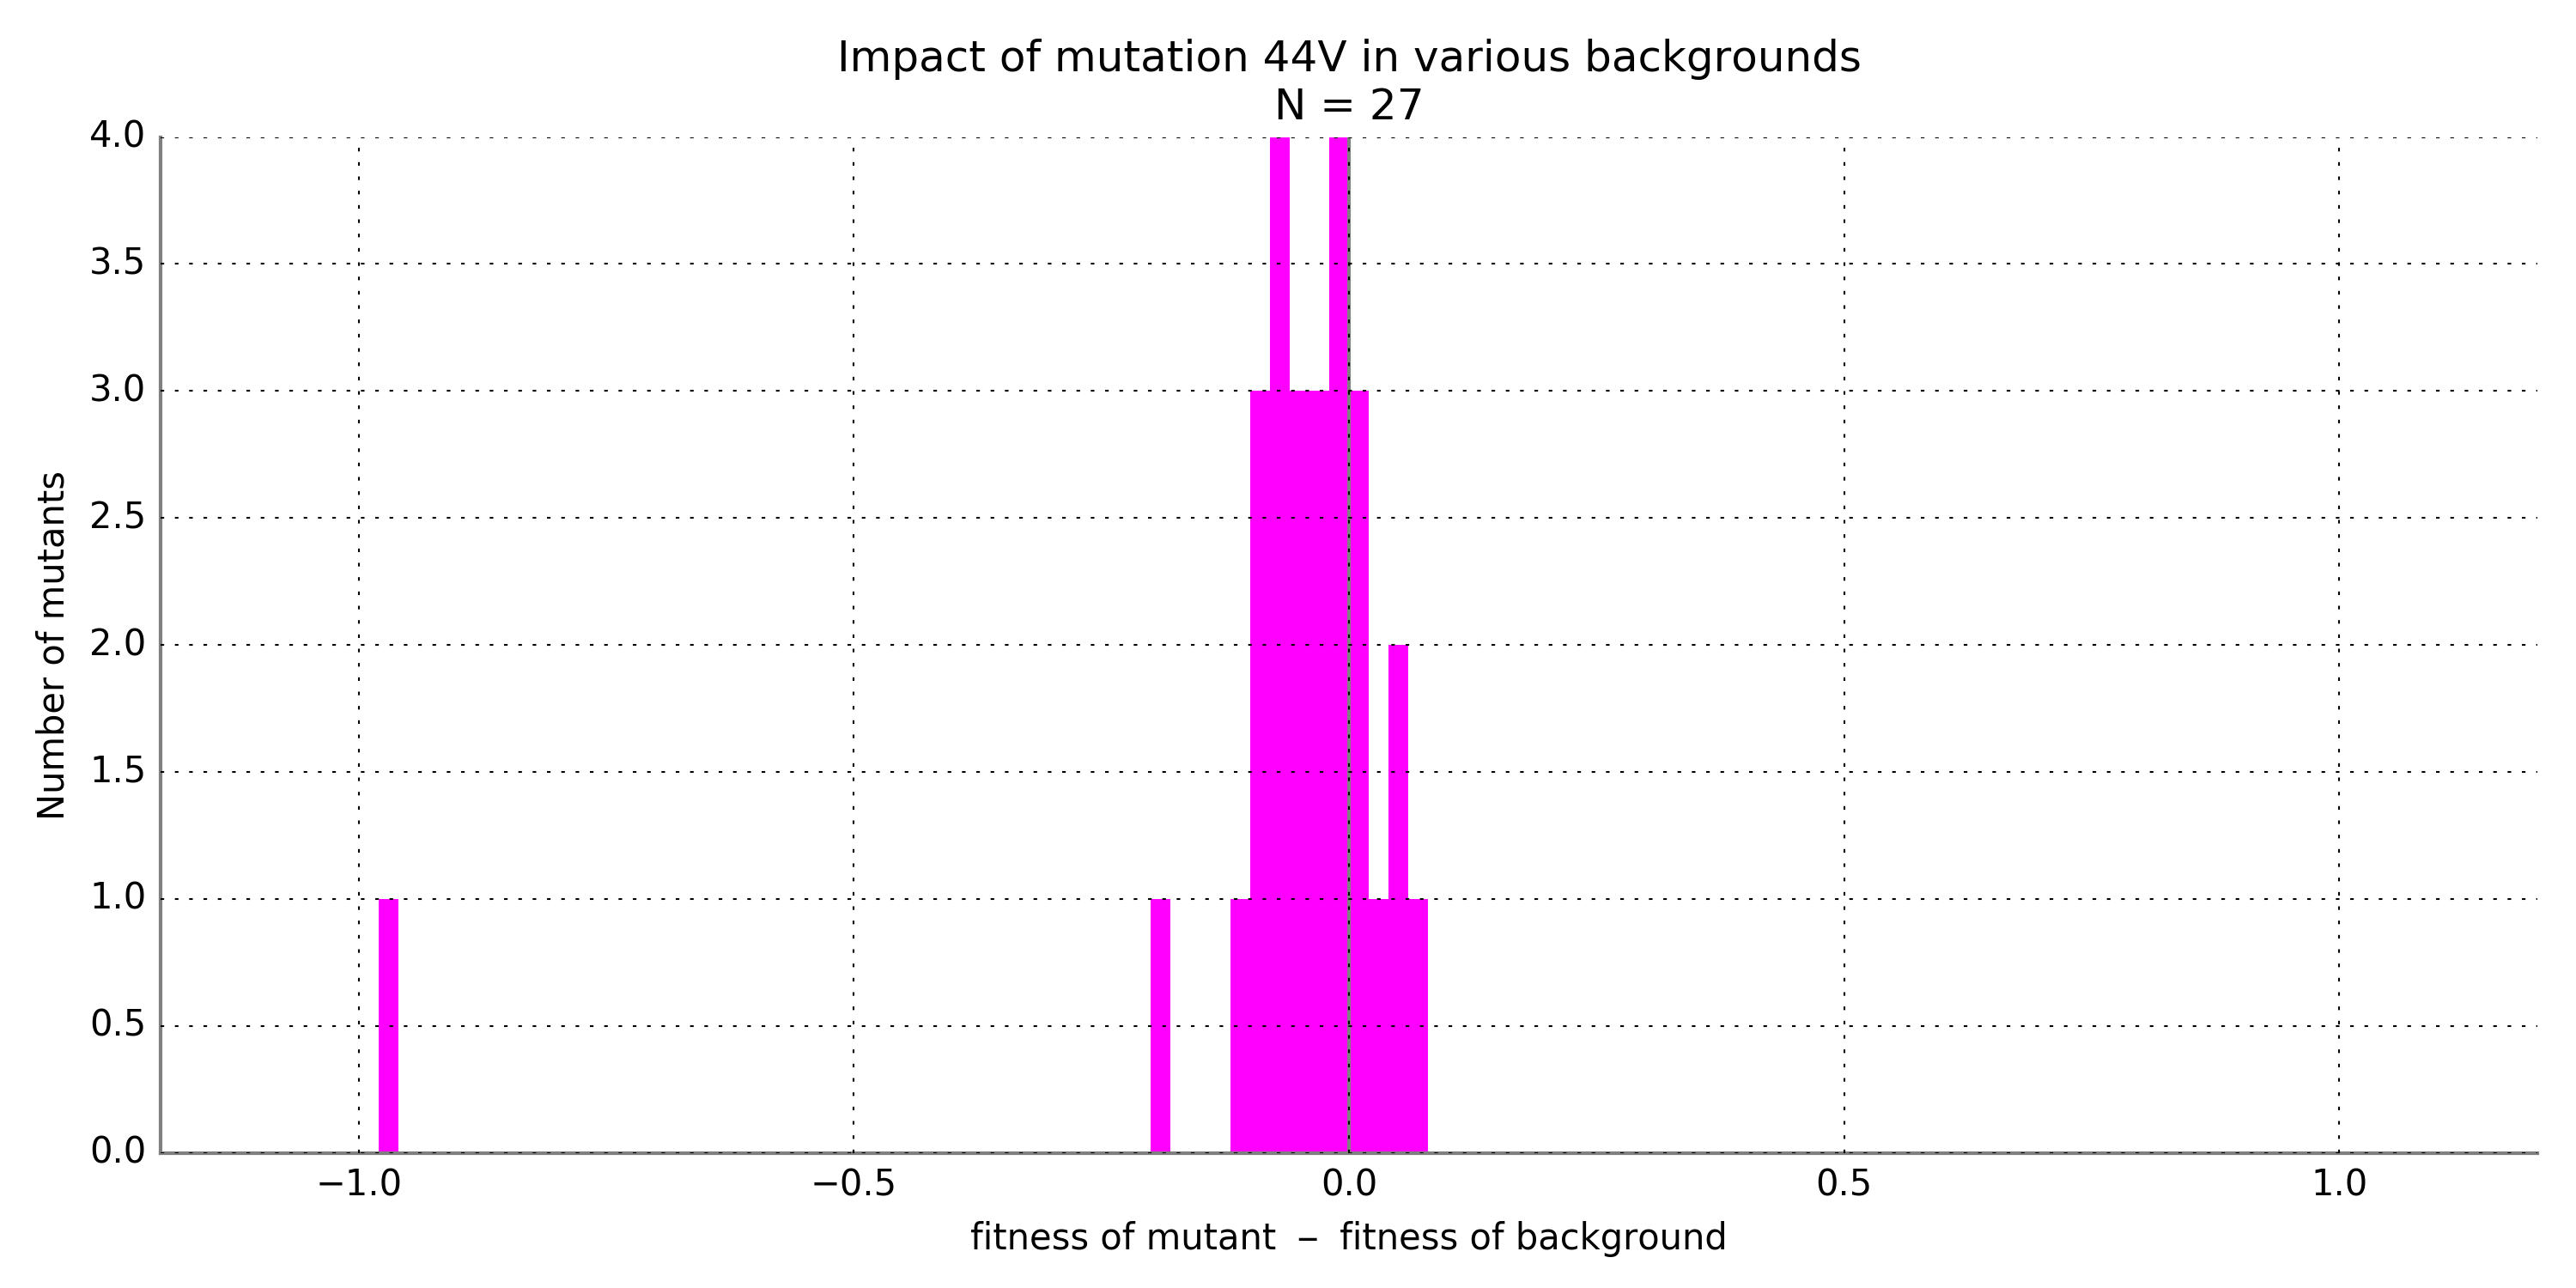 Impact of mutation 44V in various backgrounds
N = 27
4.0
3.5
3.0
2.5
2.0
1.5
1.0
0.5
0.0
Number of mutants
−1.0 −0.5 0.0 0.5 1.0
fitness of mutant – fitness of background